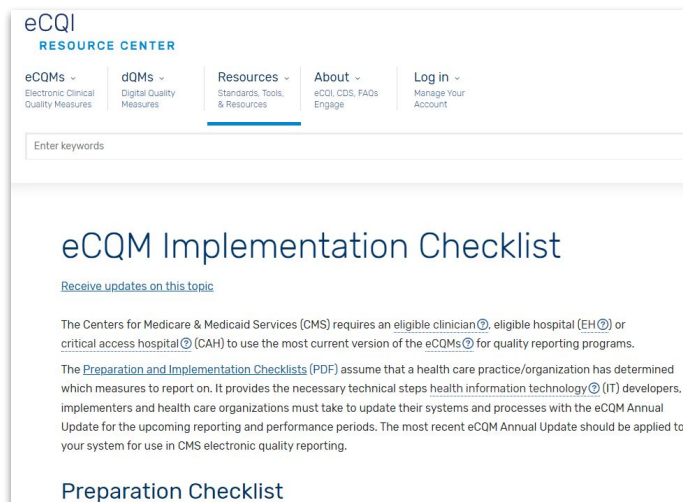 eCQI
RESOURCE CENTER
eCQMs
Electronic Clinical
Quality Measures
dQMs
Digital Quality
Measures
Resources
Standards, Tools,
& Resources
About
eCQI, CDS, FAQs
Engage
Log in
Manage Your
Account
Enter keywords
eCQM Implementation Checklist
Receive updates on this topic
The Centers for Medicare & Medicaid Services (CMS) requires an eligible clinician, eligible hospital (EH) or
critical access hospital (CAH) to use the most current version of the eCQMs for quality reporting programs.
The Preparation and Implementation Checklists (PDF) assume that a health care practice/organization has determined
which measures to report on. It provides the necessary technical steps health information technology (IT) developers,
implementers and health care organizations must take to update their systems and processes with the eCQM Annual
Update for the upcoming reporting and performance periods. The most recent eCQM Annual Update should be applied to
your system for use in CMS electronic quality reporting.
Preparation Checklist